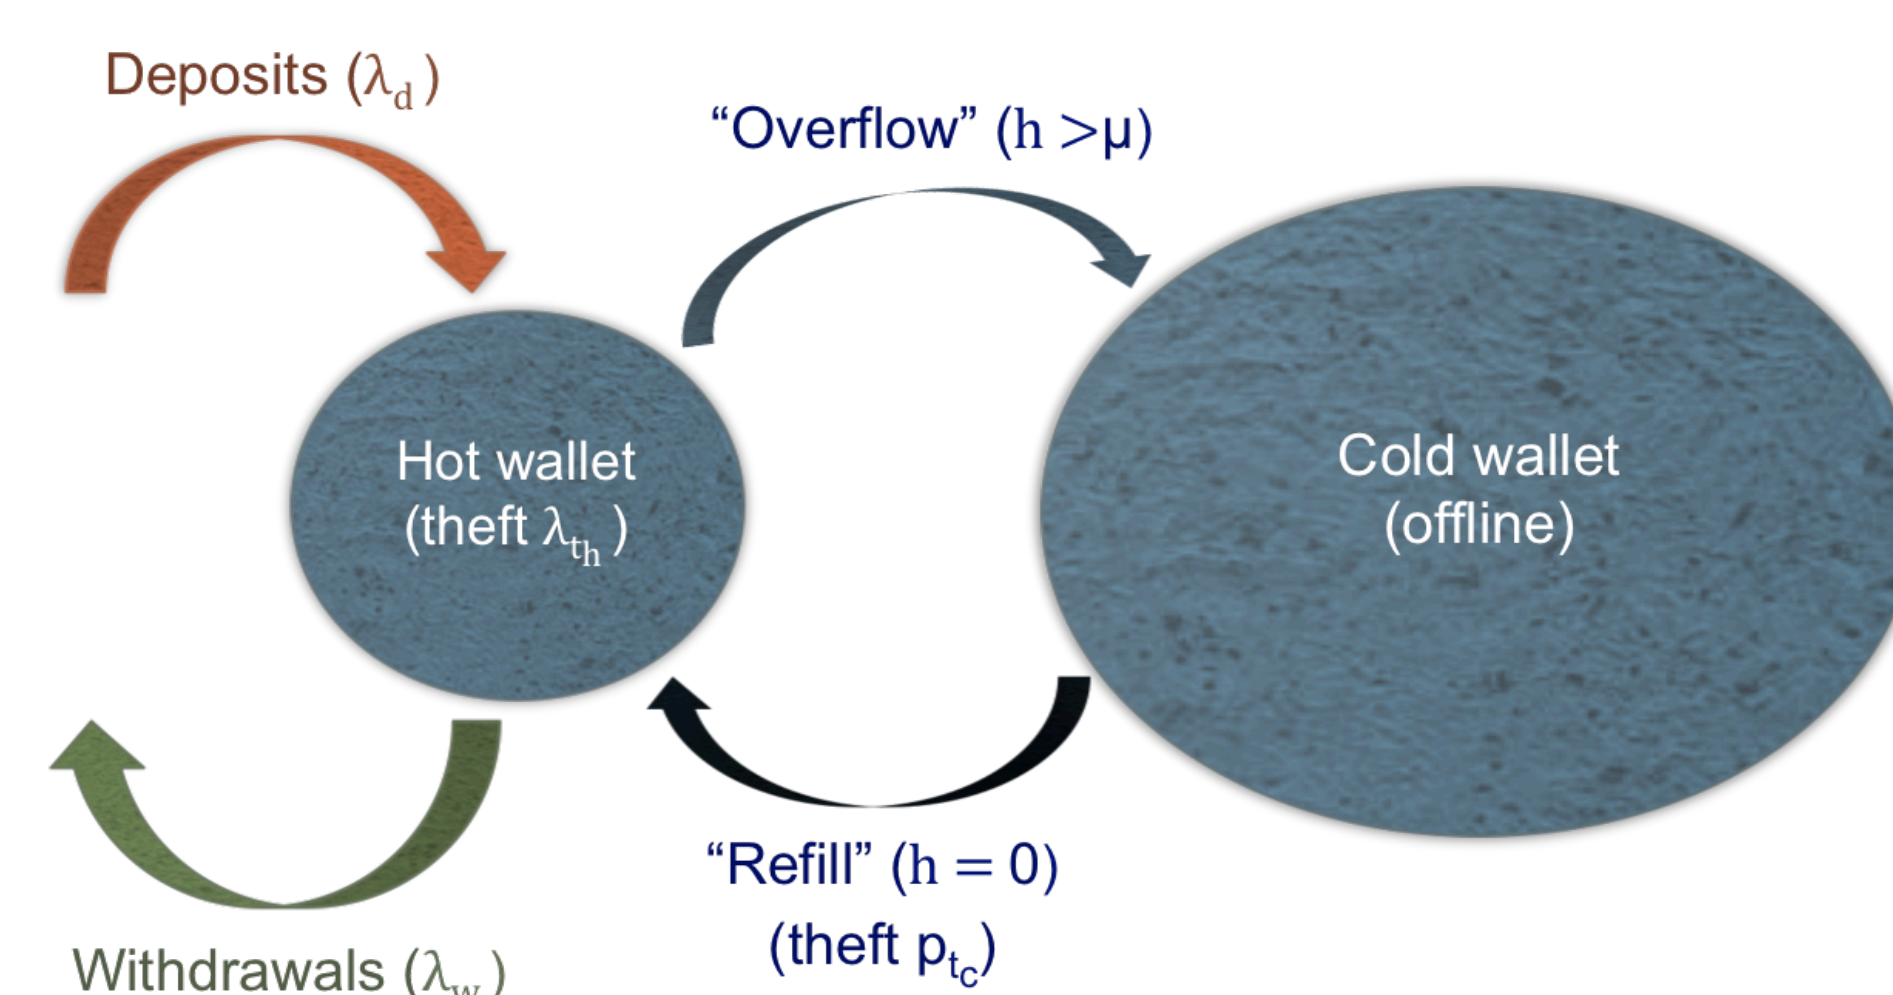 Deposits (λd)
“Overflow” (h >μ)
Hot wallet
(theft λth)
Cold wallet
(offline)
“Refill” (h = 0)
(theft ptc)
Withdrawals (λw)